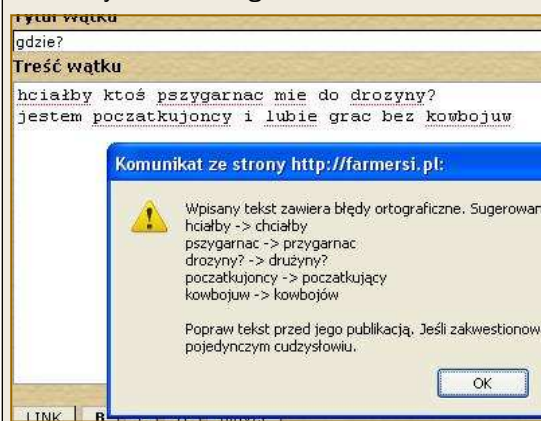 Tytuł wątku
gdzie?
Treść wątku
hciałby ktoś pszygarnac mie do drozyny?
jestem poczatkujoncy i lubie grac bez kowbojuw
Komunikat ze strony http://farmersi.pl:
Wpisany tekst zawiera błędy ortograficzne. Sugerowan
hciałby -> chciałby
pszygarnac -> przygarnac
drozyny? -> drużyny?
poczatkujoncy -> poczatkujący
kowbojuw -> kowbojów
Popraw tekst przed jego publikacją. Jeśli zakwestionow
pojedynczym cudzysłowiu.
OK
LINK B